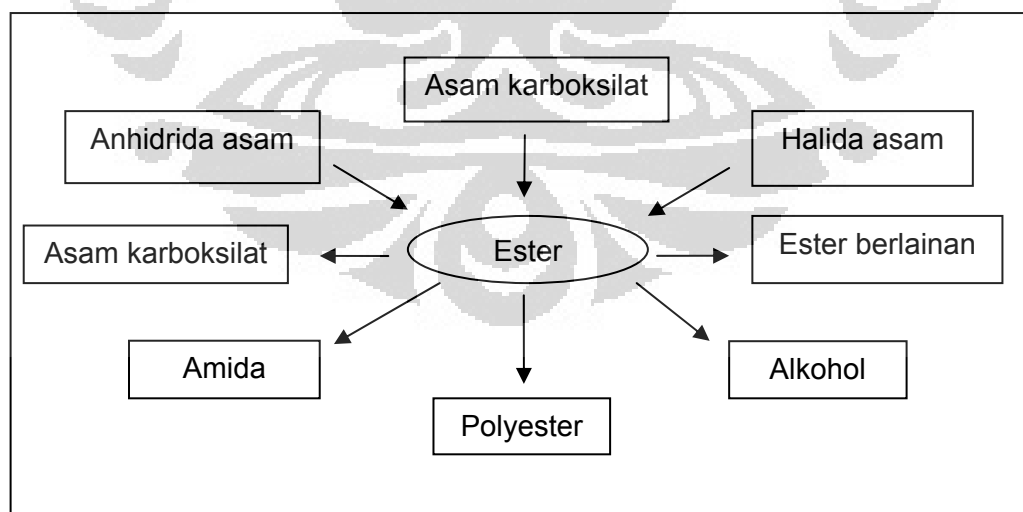 Asam karboksilat
Anhidrida asam
Halida asam
Asam karboksilat
Ester
Ester berlainan
Amida
Alkohol
Polyester